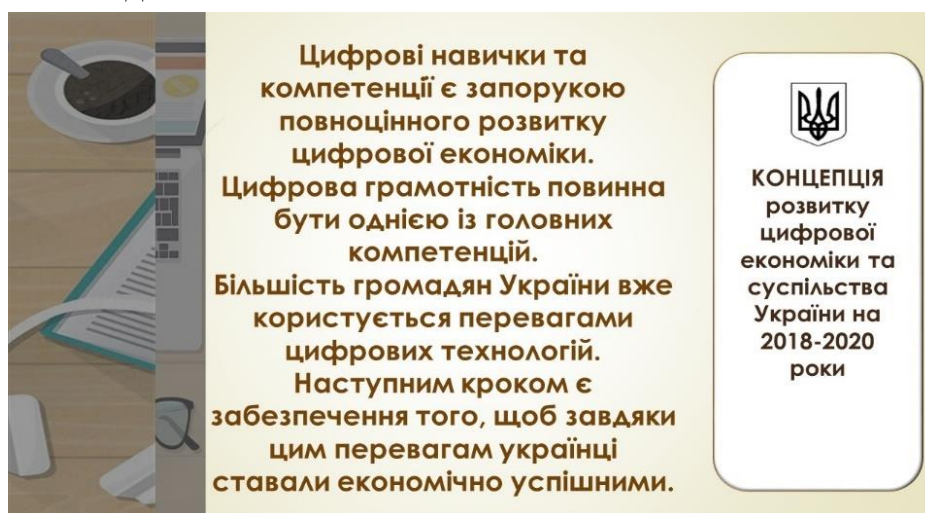 Цифрові навички та
компетенції є запорукою
повноцінного розвитку
цифрової економіки.
Цифрова грамотність повинна
бути однією із головних
компетенцій.
Більшість громадян України вже
користується перевагами
цифрових технологій.
Наступним кроком є
забезпечення того, щоб завдяки
цим перевагам українці
ставали економічно успішними.
КОНЦЕПЦІЯ
розвитку
цифрової
економіки та
суспільства
України на
2018-2020
роки